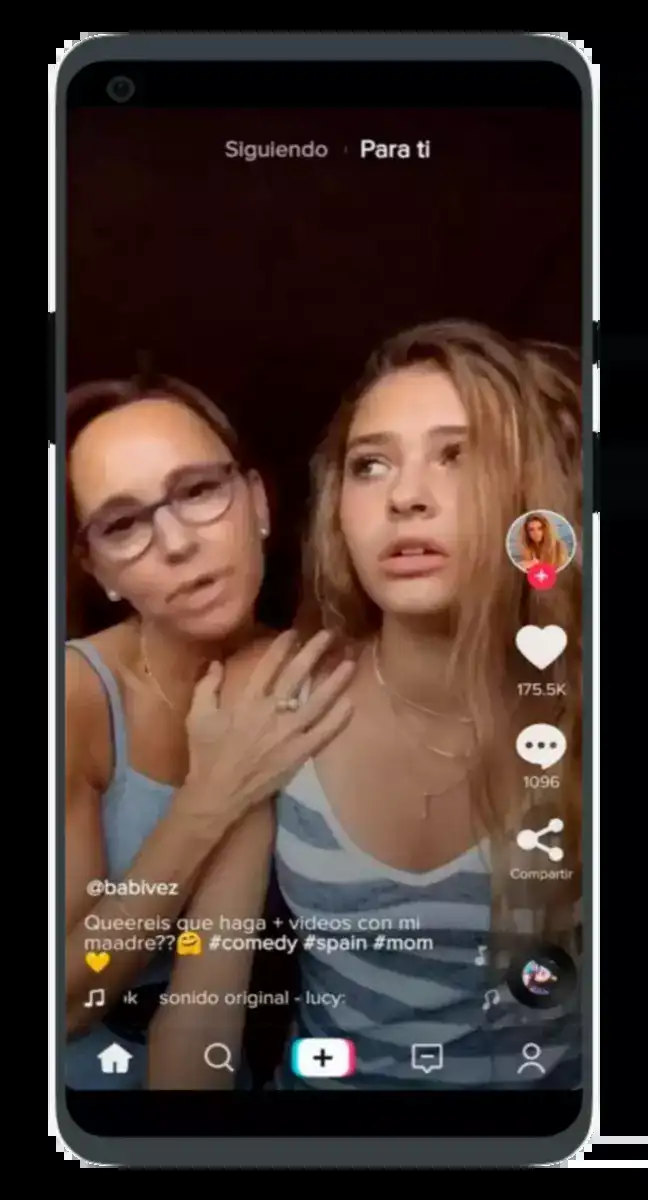 Siguiendo Para ti
175.5K
1096
Compartir
@babivez
Queereis que haga + videos con mi
maadre??🤗 #comedy #spain #mom
💛
ık sonido original - lucy: